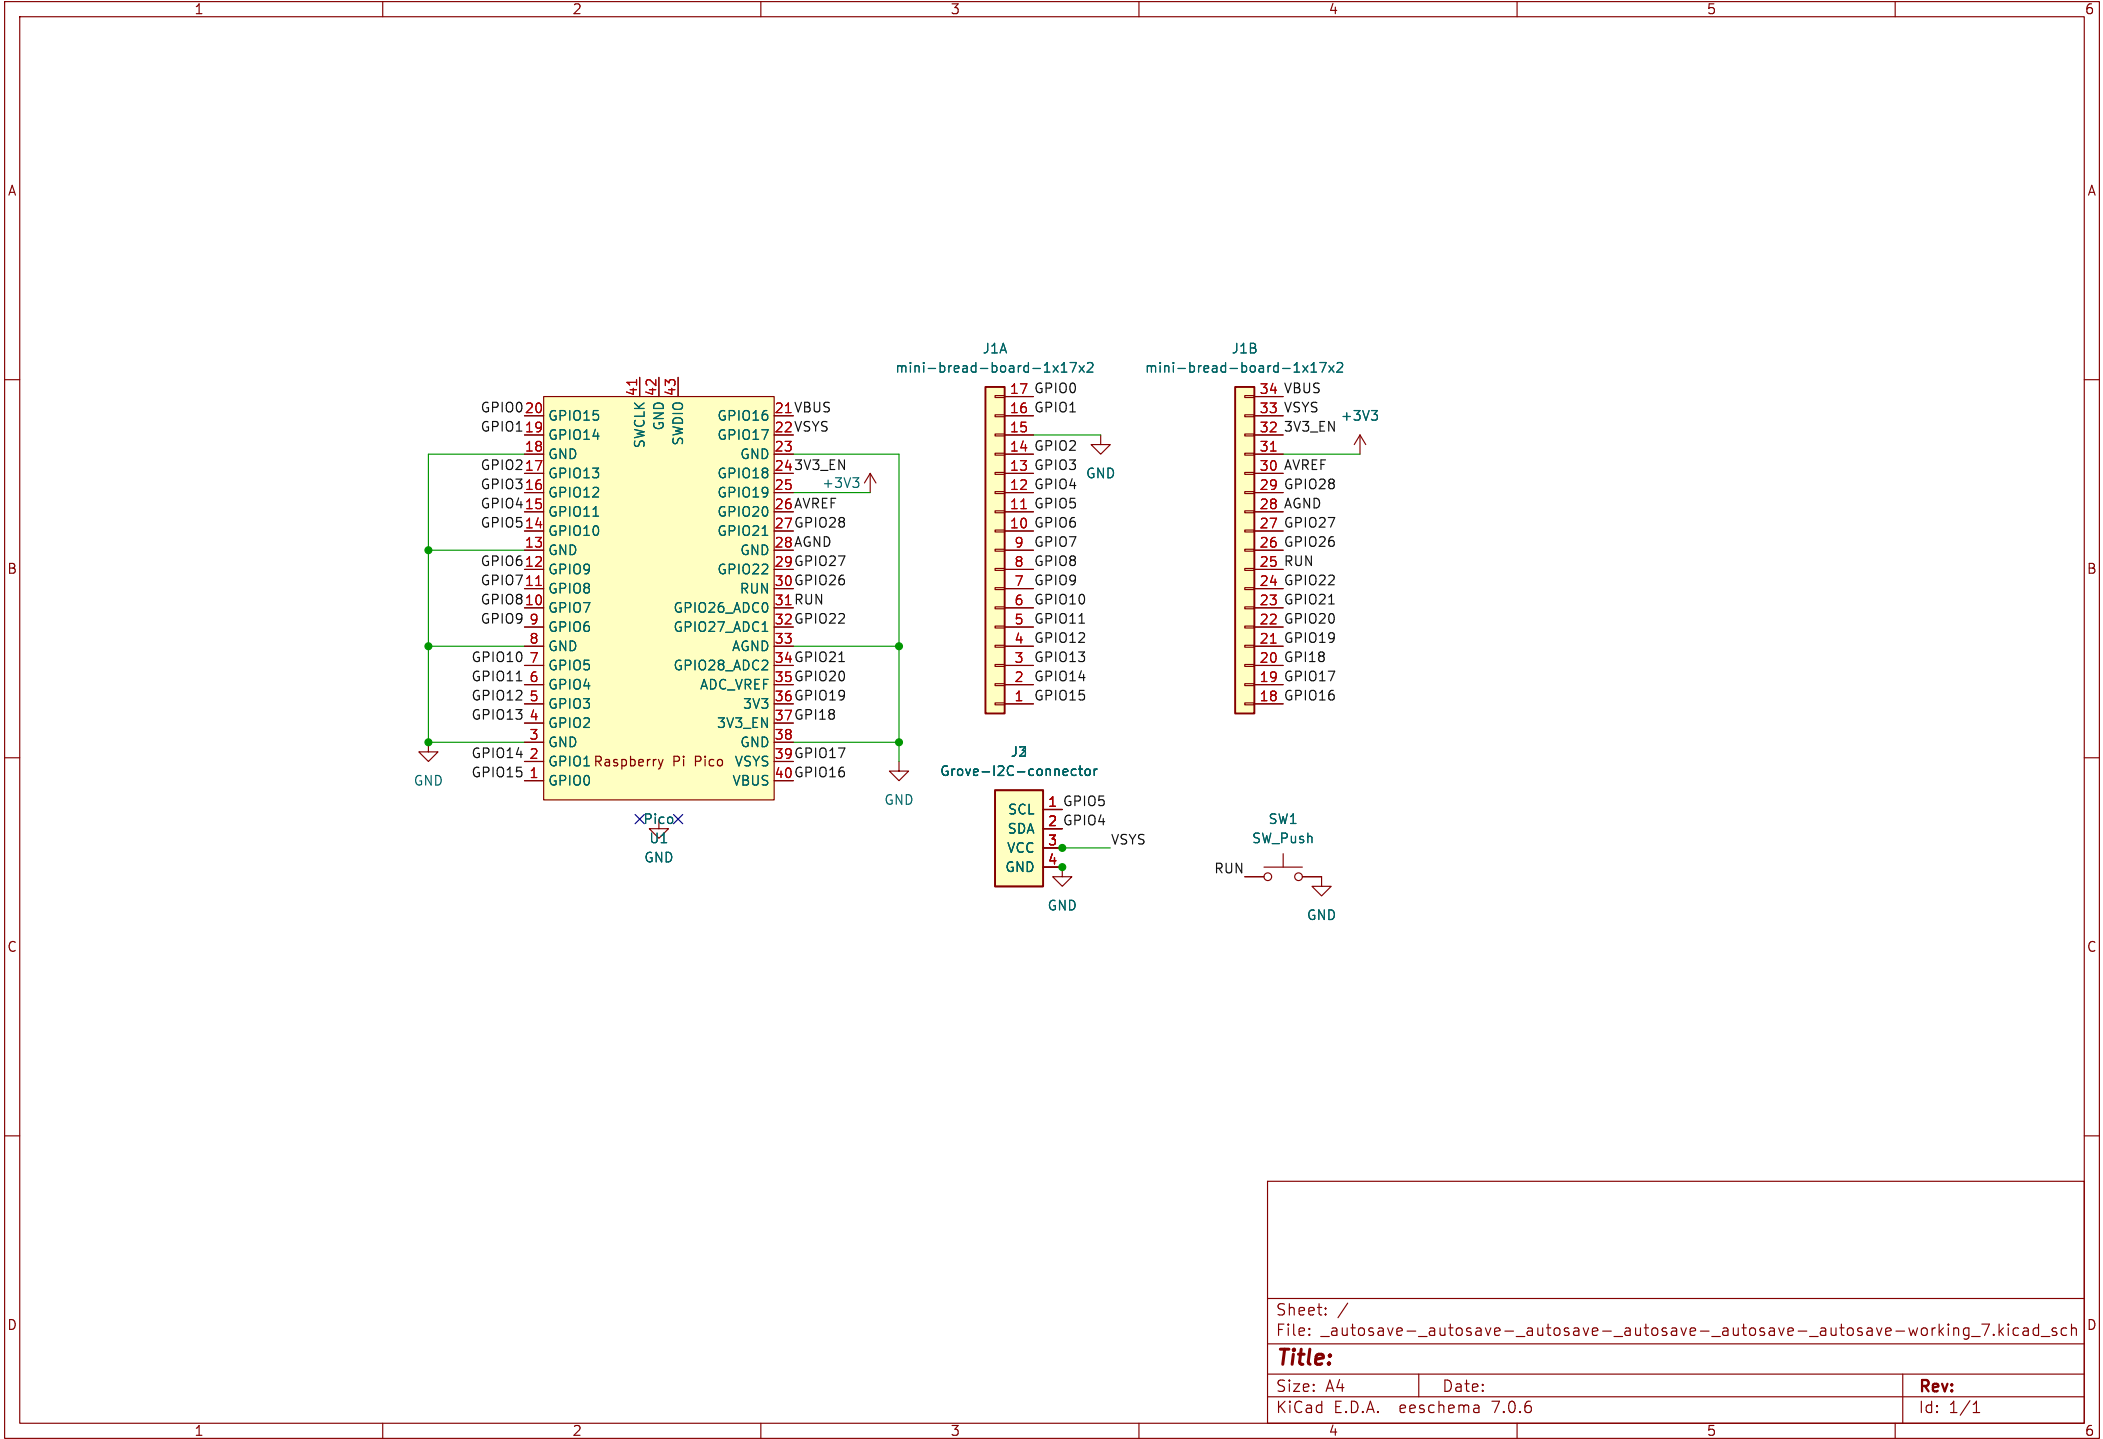 1 2 3 4 5 6
A A
B B
C C
D D
1 2 3 4 5 6
41 42 43
SWCLK GND SWDIO
GPIO0 20 GPIO15 GPIO16 21 VBUS
GPIO1 19 GPIO14 GPIO17 22 VSYS
18 GND GND 23
GPIO2 17 GPIO13 GPIO18 24 3V3_EN
GPIO3 16 GPIO12 GPIO19 25 +3V3
GPIO4 15 GPIO11 GPIO20 26 AVREF
GPIO5 14 GPIO10 GPIO21 27 GPIO28
13 GND GND 28 AGND
GPIO6 12 GPIO9 GPIO22 29 GPIO27
GPIO7 11 GPIO8 RUN 30 GPIO26
GPIO8 10 GPIO7 GPIO26_ADC0 31 RUN
GPIO9 9 GPIO6 GPIO27_ADC1 32 GPIO22
8 GND AGND 33
GPIO10 7 GPIO5 GPIO28_ADC2 34 GPIO21
GPIO11 6 GPIO4 ADC_VREF 35 GPIO20
GPIO12 5 GPIO3 3V3 36 GPIO19
GPIO13 4 GPIO2 3V3_EN 37 GPI18
3 GND GND 38
GPIO14 2 GPIO1 Raspberry Pi Pico VSYS 39 GPIO17
GPIO15 1 GPIO0 VBUS 40 GPIO16
GND
GND
Pico
U1
GND
J1A
mini-bread-board-1x17x2
17 GPIO0
16 GPIO1
15
GND
14 GPIO2
13 GPIO3
12 GPIO4
11 GPIO5
10 GPIO6
9 GPIO7
8 GPIO8
7 GPIO9
6 GPIO10
5 GPIO11
4 GPIO12
3 GPIO13
2 GPIO14
1 GPIO15
J1B
mini-bread-board-1x17x2
34 VBUS
33 VSYS
+3V3
32 3V3_EN
31
30 AVREF
29 GPIO28
28 AGND
27 GPIO27
26 GPIO26
25 RUN
24 GPIO22
23 GPIO21
22 GPIO20
21 GPIO19
20 GPI18
19 GPIO17
18 GPIO16
Grove-I2C-connector
SCL 1 GPIO5
SDA 2 GPIO4
VCC 3 VSYS
GND 4
GND
SW1
SW_Push
RUN
GND
Sheet: /
File: _autosave-_autosave-_autosave-_autosave-_autosave-_autosave-working_7.kicad_sch
Title:
Size: A4 Date: Rev:
KiCad E.D.A. eeschema 7.0.6 Id: 1/1